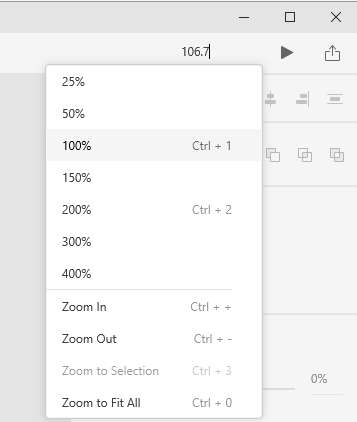 106.7
25%
50%
100% Ctrl + 1
150%
200% Ctrl + 2
300%
400%
Zoom In Ctrl + +
Zoom Out Ctrl + -
Zoom to Selection Ctrl + 3
0%
Zoom to Fit All Ctrl + 0